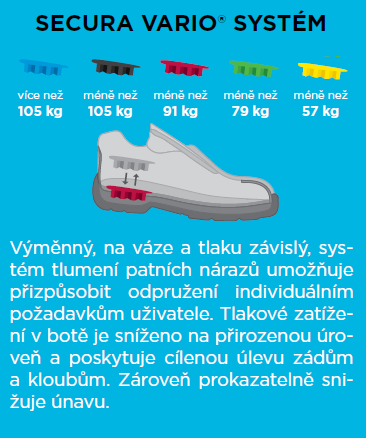 SECURA VARIO® SYSTÉM
více než méně než méně než méně než méně než
105 kg 105 kg 91 kg 79 kg 57 kg
Výměnný, na váze a tlaku závislý, sys-
tém tlumení patních nárazů umožňuje
přizpůsobit odpružení individuálním
požadavkům uživatele. Tlakové zatíže-
ní v botě je sníženo na přirozenou úro-
veň a poskytuje cílenou úlevu zádům
a kloubům. Zároveň prokazatelně sni-
žuje únavu.